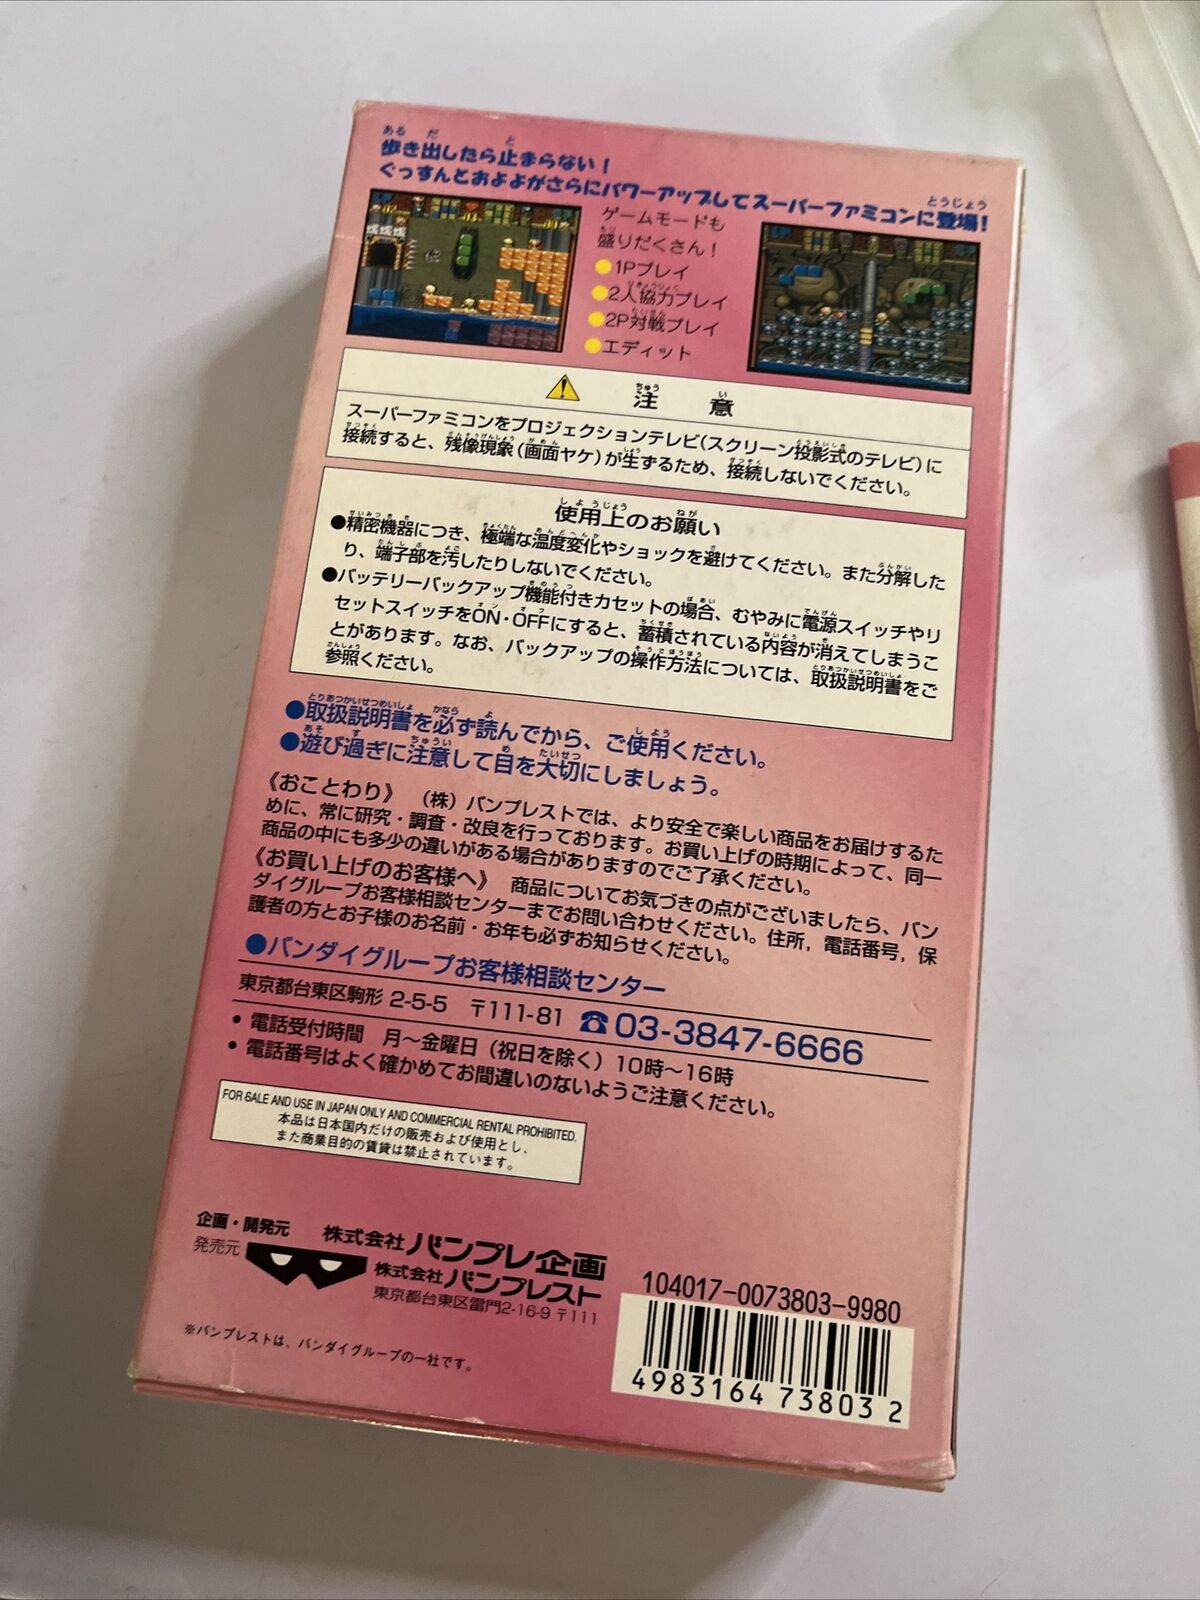 歩き出したら止まらない!
ぐっすんとおよよがさらにパワーアップしてスーパーファミコンに登場!
ゲームモードも
盛りだくさん!
●1Pプレイ
●2人協力プレイ
●2P対戦プレイ
●エディット
注意
スーパーファミコンをプロジェクションテレビ(スクリーン投影式のテレビ)に
接続すると、残像現象(画面ヤケ)が生ずるため、接続しないでください。
使用上のお願い
●精密機器につき、極端な温度変化やショックを避けてください。また分解した
り、端子部を汚したりしないでください。
●バッテリーバックアップ機能付きカセットの場合、むやみに電源スイッチやリ
セットスイッチをON・OFFにすると、蓄積されている内容が消えてしまうこ
とがあります。なお、バックアップの操作方法については、取扱説明書をご
参照ください。
●取扱説明書を必ず読んでから、ご使用ください。
●遊び過ぎに注意して目を大切にしましょう。
《おことわり》 (株)バンプレストでは、より安全で楽しい商品をお届けするた
めに、常に研究・調査・改良を行っております。お買い上げの時期によって、同一
商品の中にも多少の違いがある場合がありますのでご了承ください。
《お買い上げのお客様へ》 商品についてお気づきの点がございましたら、バン
ダイグループお客様相談センターまでお問い合わせください。住所,電話番号,保
護者の方とお子様のお名前・お年も必ずお知らせください。
●バンダイグループお客様相談センター
東京都台東区駒形 2-5-5 〒111-81 ☎03-3847-6666
• 電話受付時間 月〜金曜日(祝日を除く)10時〜16時
• 電話番号はよく確かめてお間違いのないようご注意ください。
FOR SALE AND USE IN JAPAN ONLY AND COMMERCIAL RENTAL PROHIBITED.
本品は日本国内だけの販売および使用とし、
また商業目的の賃貸は禁止されています。
企画・開発元 株式会社バンプレ企画
発売元 株式会社バンプレスト
東京都台東区雷門2-16-9 〒111
※バンプレストは、バンダイグループの一社です。
104017-0073803-9980
4983164 738032